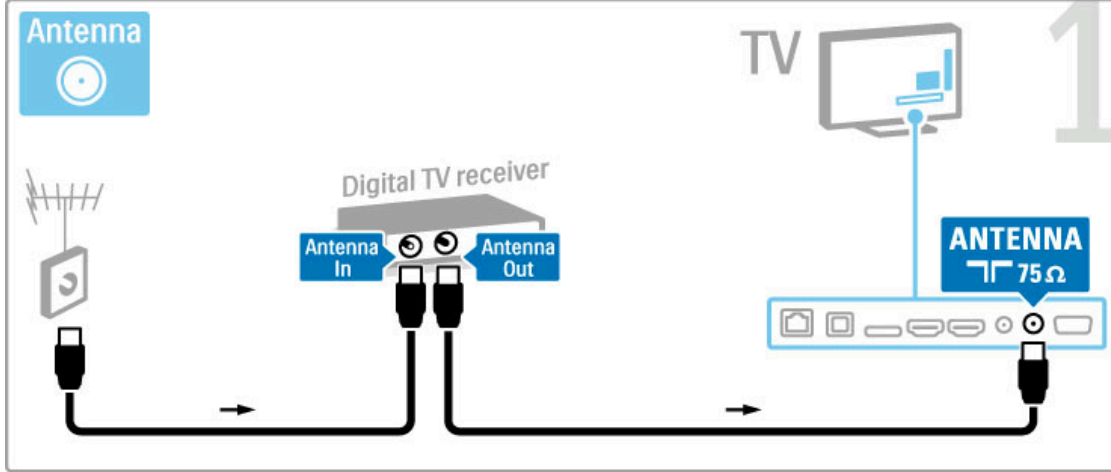 Antenna
TV
1
Digital TV receiver
Antenna
In
Antenna
Out
ANTENNA
75 Ω